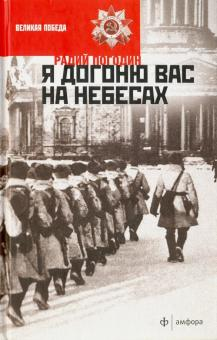 ВЕЛИКАЯ ПОБЕДА
РАДИЙ ПОГОДИН
Я ДОГОНЮ ВАС
НА НЕБЕСАХ
ф | амфора